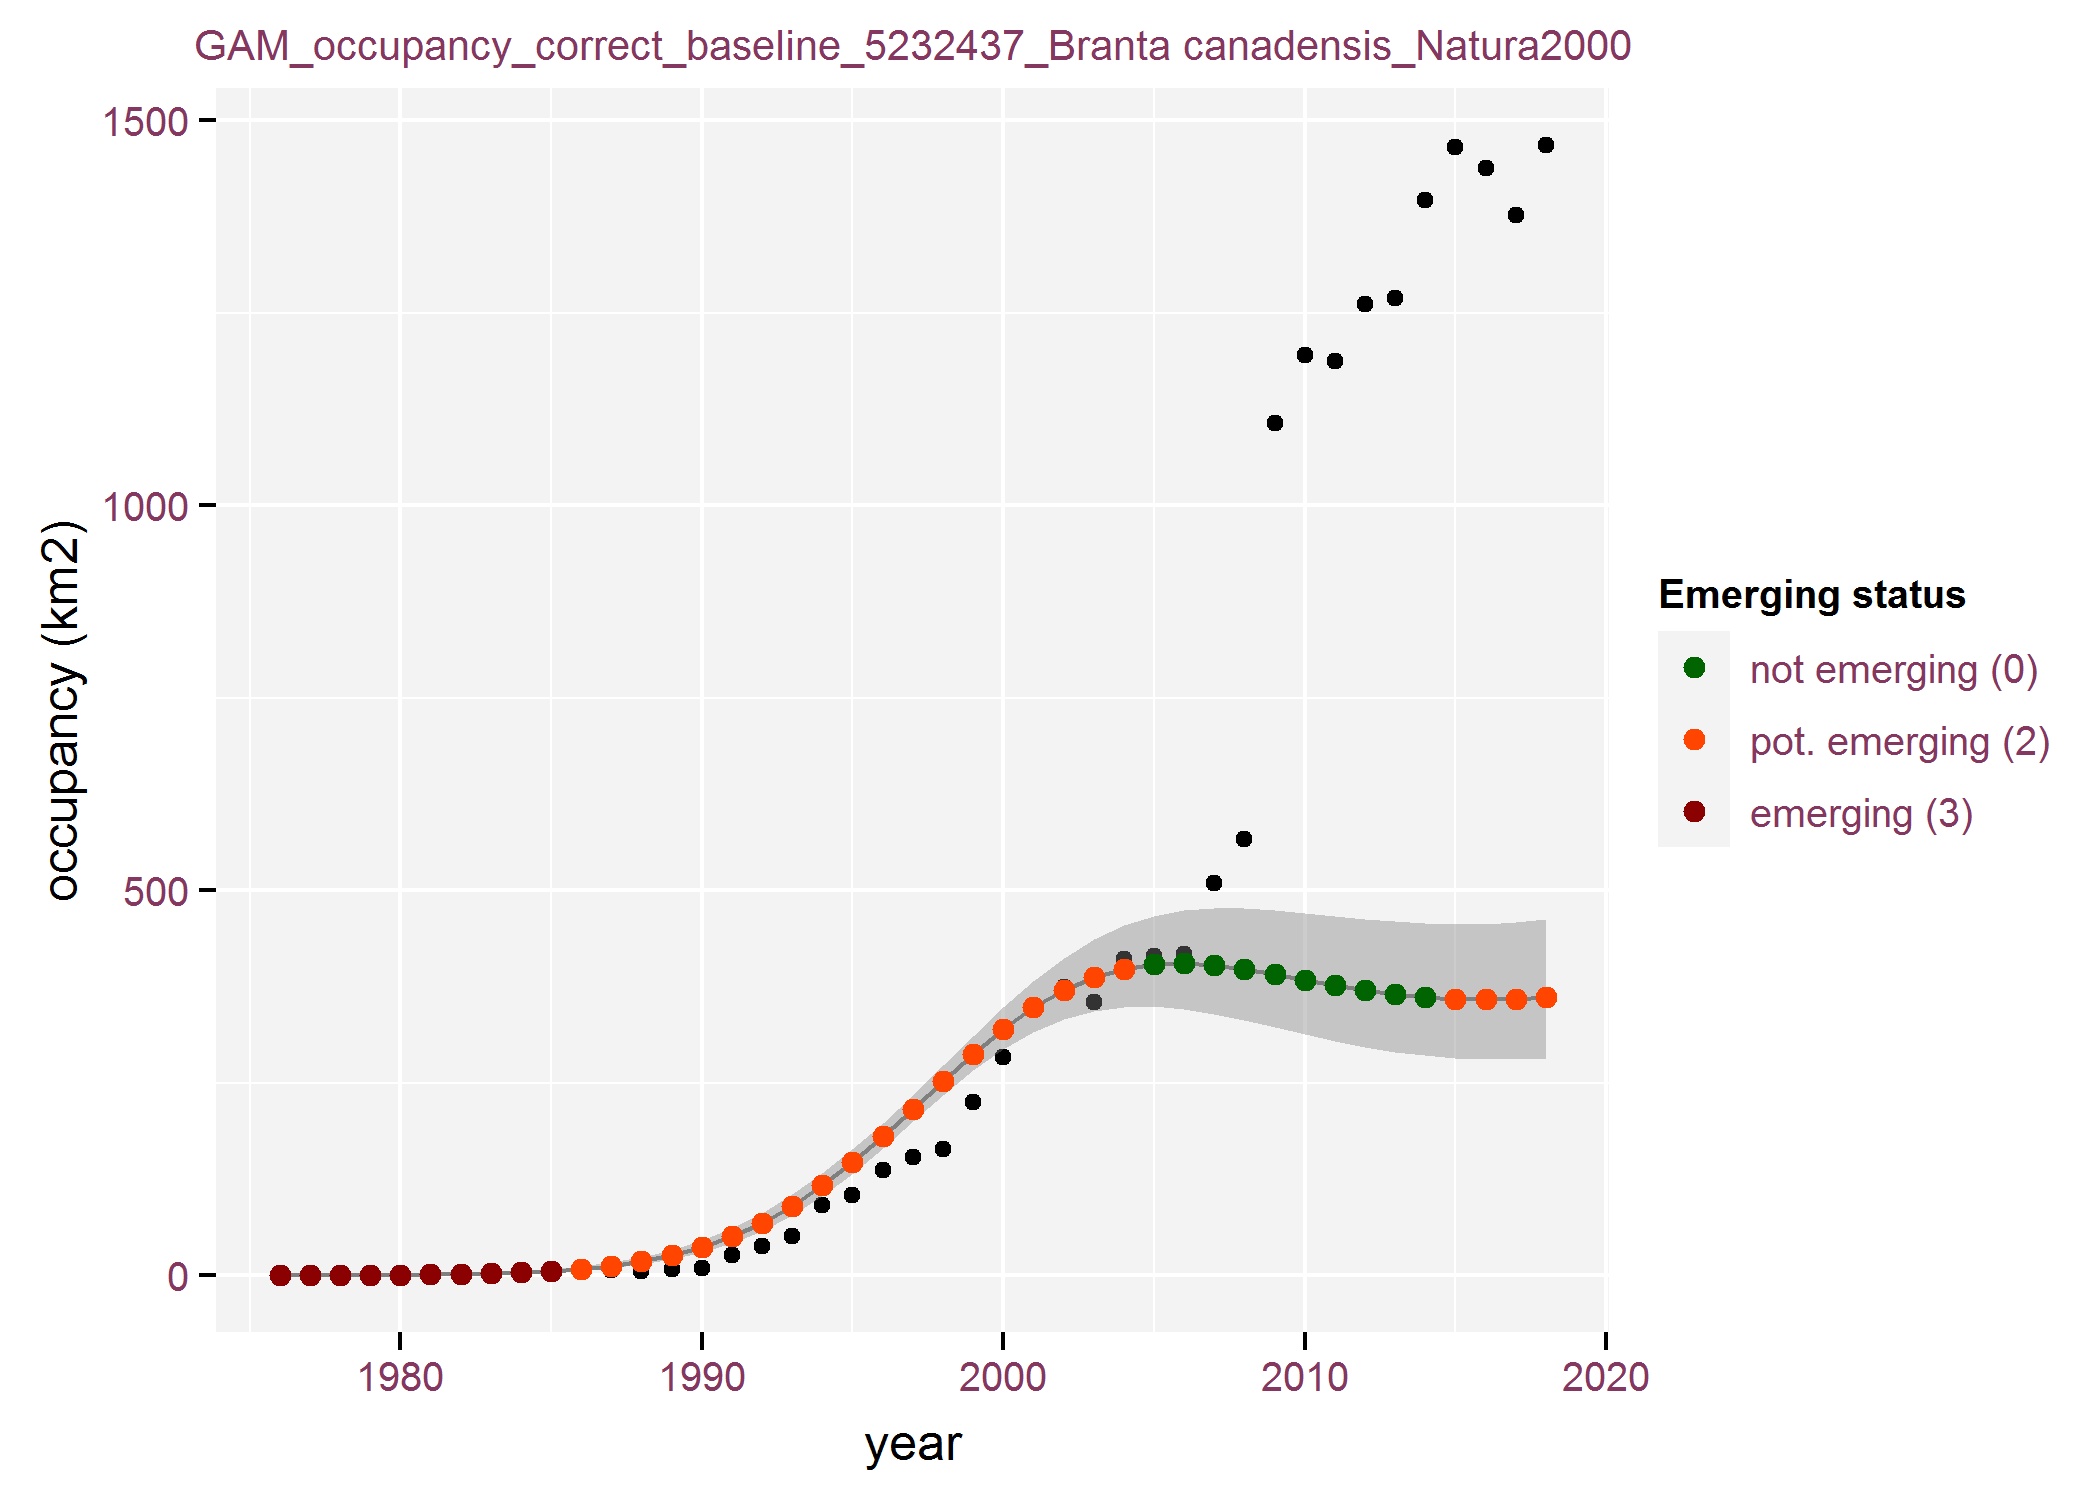 GAM_occupancy_correct_baseline_5232437_Branta canadensis_Natura2000
1500
1000
500
0
occupancy (km2)
1980
1990
2000
2010
2020
year
Emerging status
not emerging (0)
pot. emerging (2)
emerging (3)